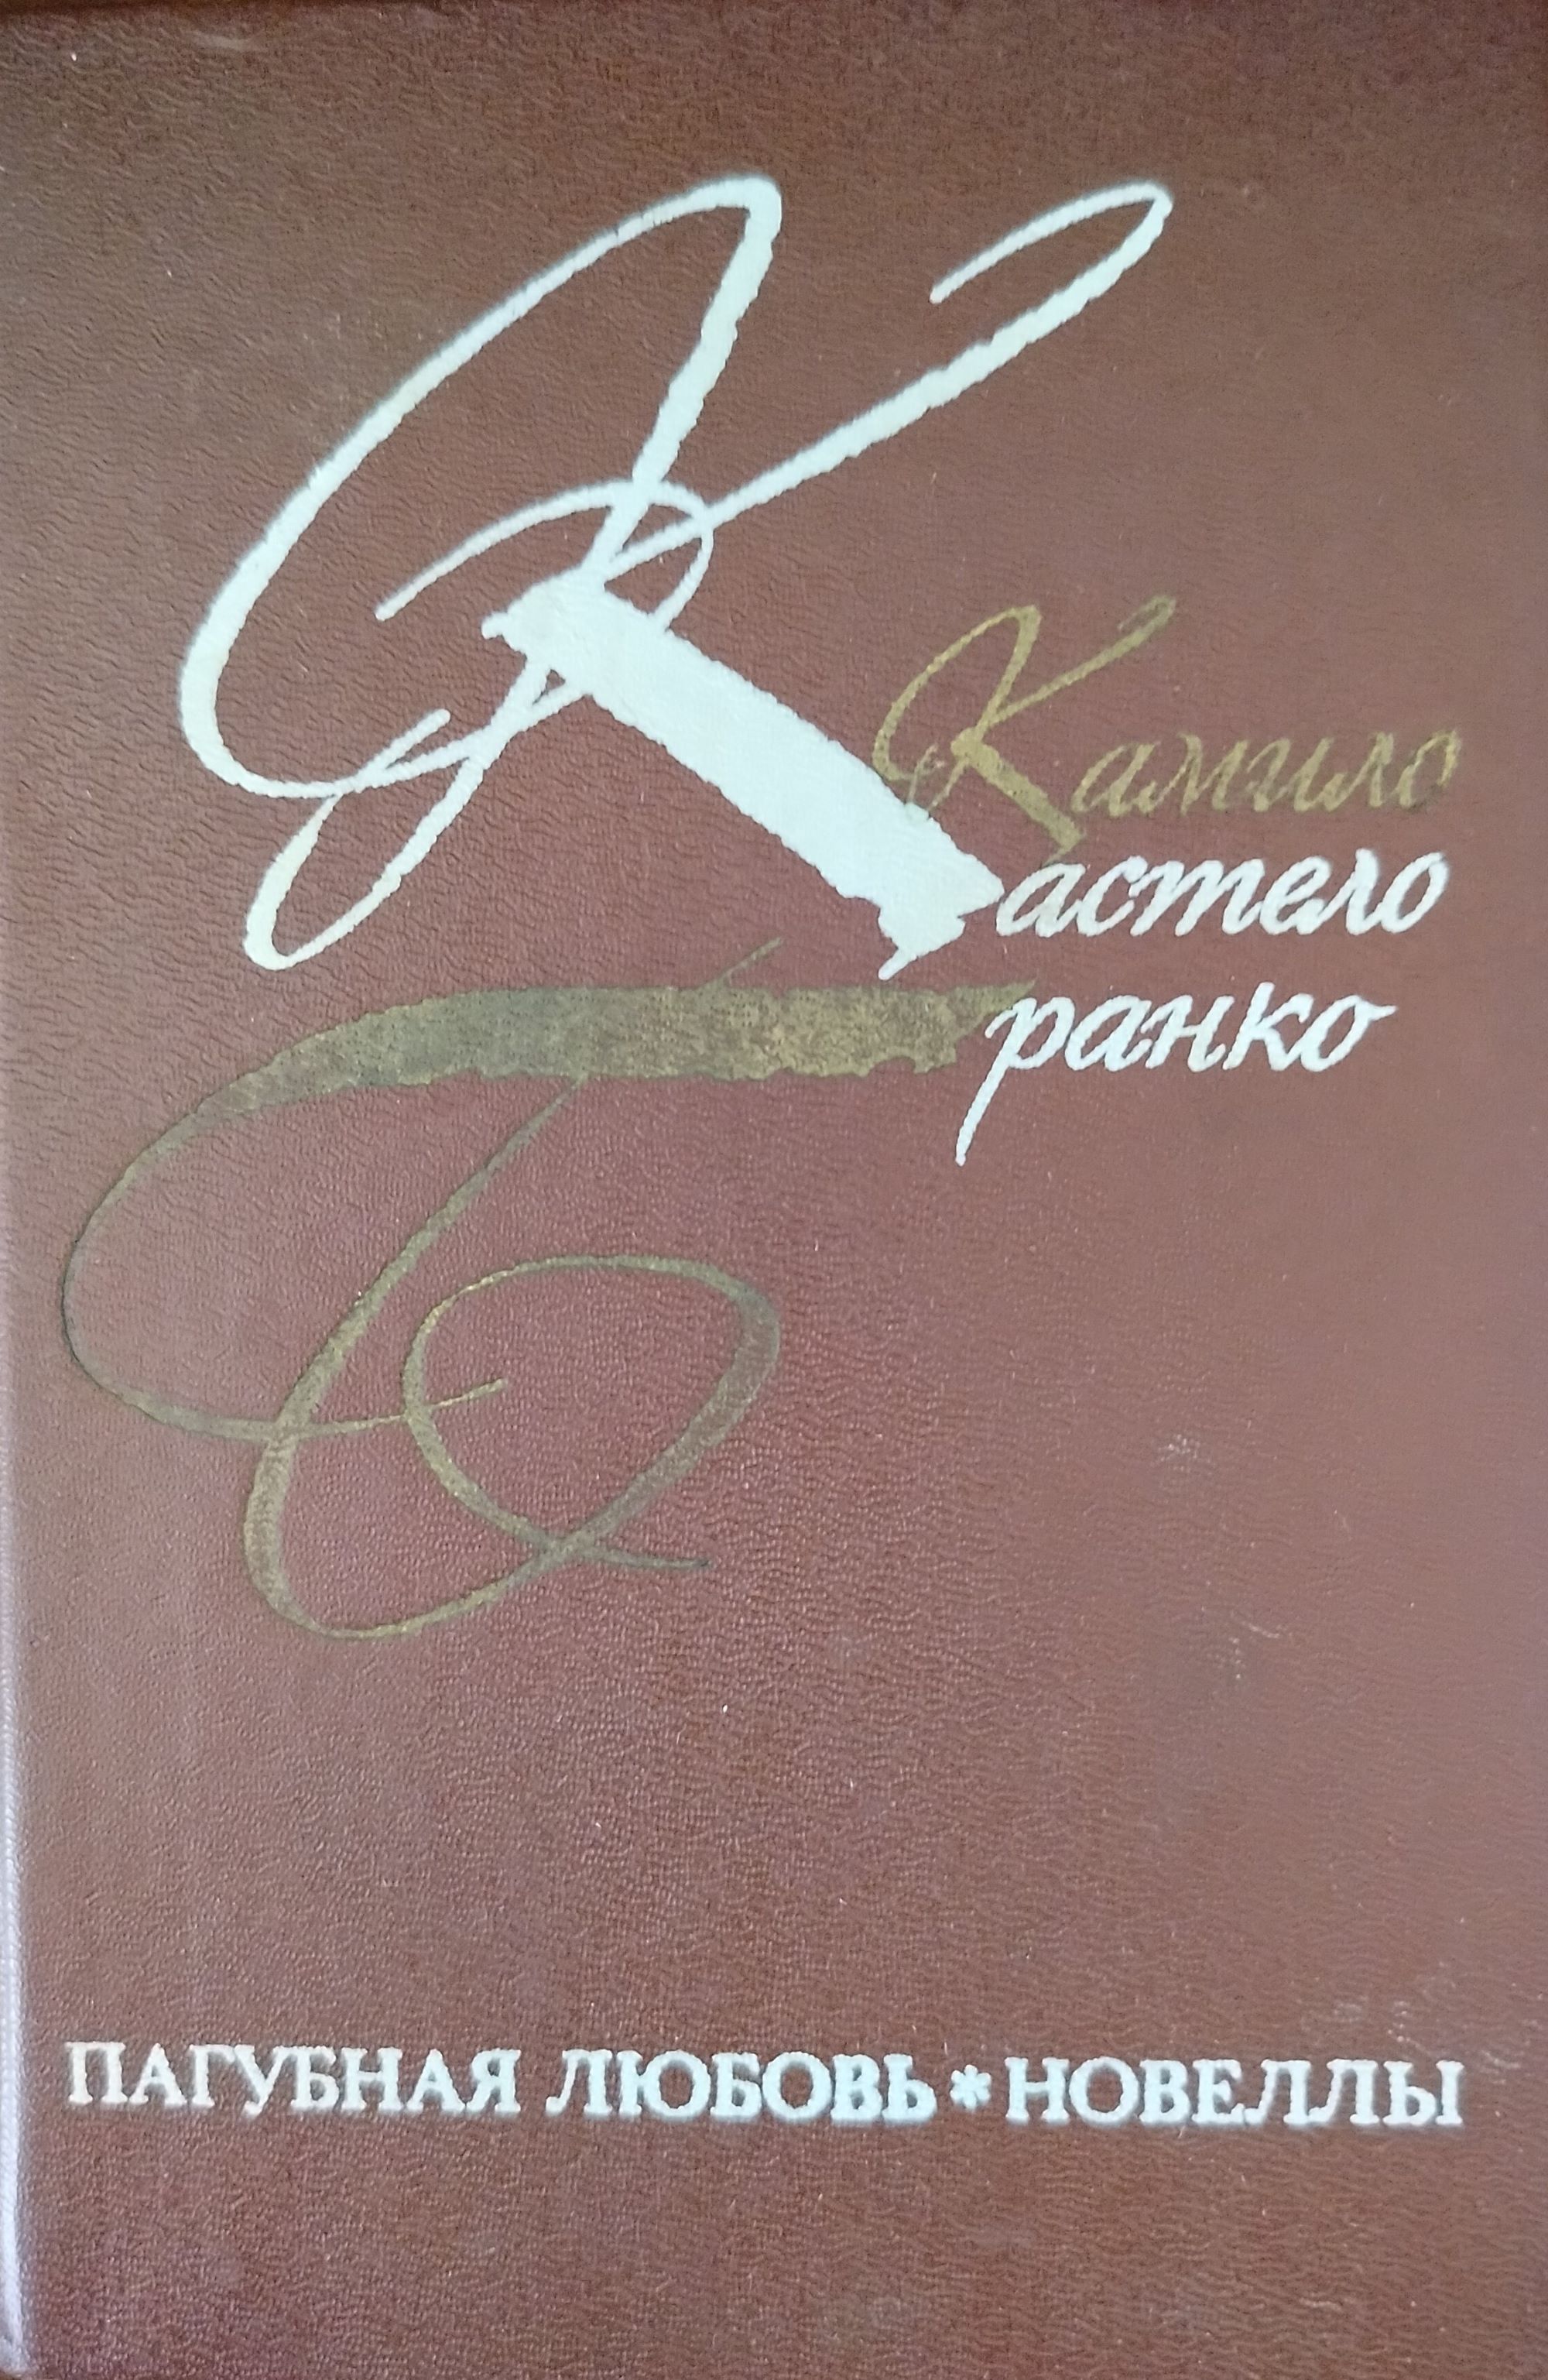 Камило
Кастело
Бранко
ПАГУБНАЯ ЛЮБОВЬ * НОВЕЛЛЫ